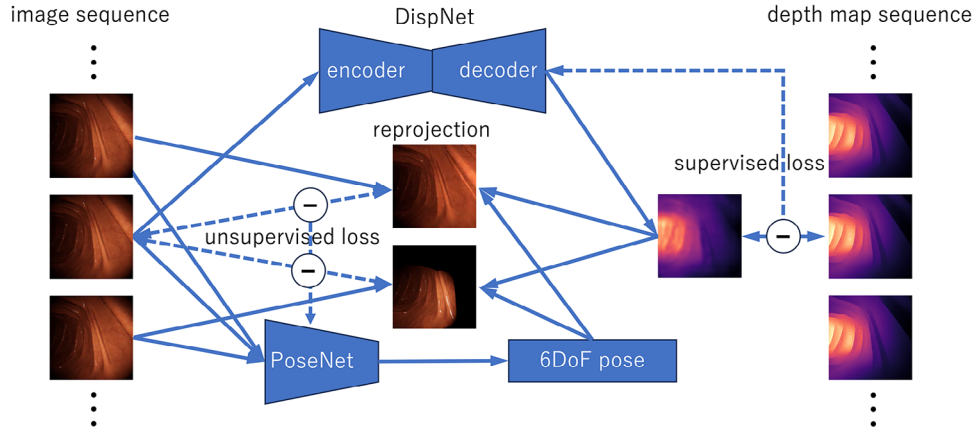 image sequence
DispNet
depth map sequence
encoder
decoder
reprojection
supervised loss
unsupervised loss
PoseNet
6DoF pose